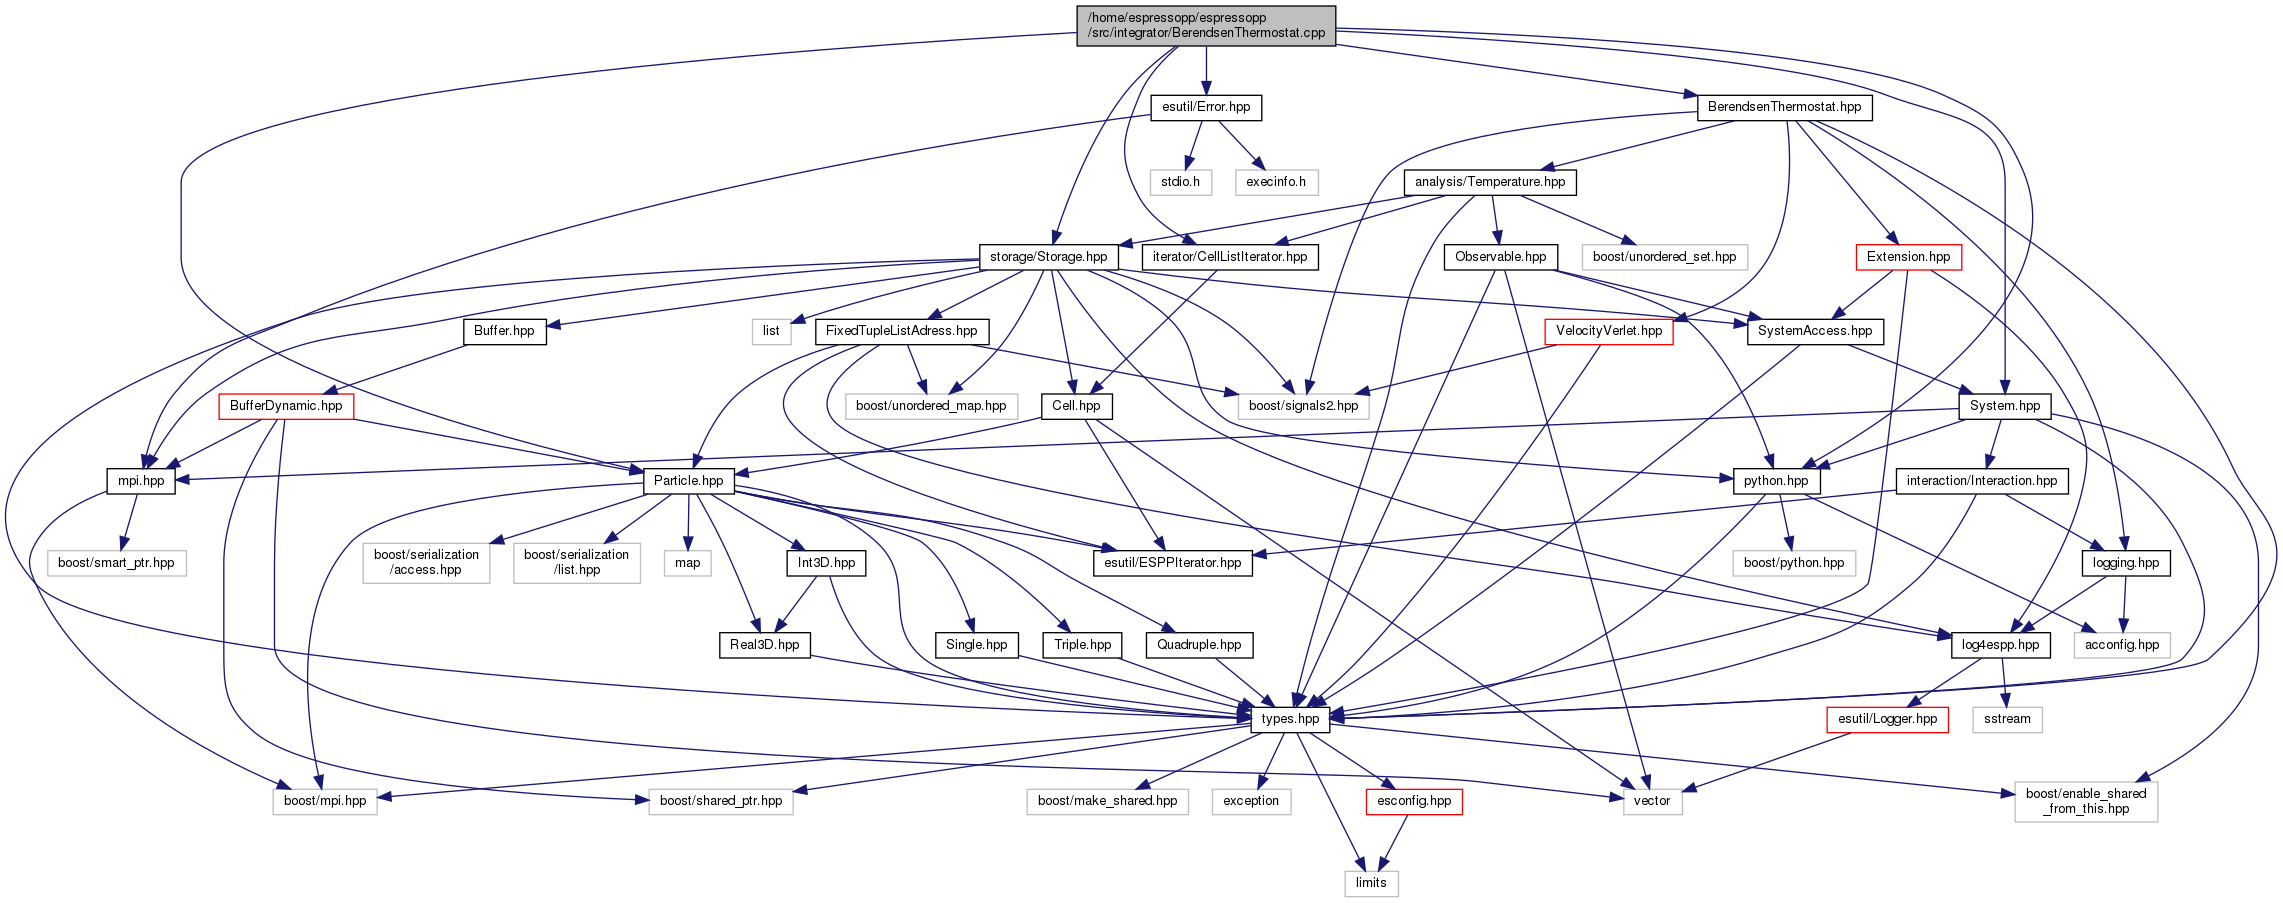 /home/espressopp/espressopp
/src/integrator/BerendsenThermostat.cpp
esutil/Error.hpp
BerendsenThermostat.hpp
stdio.h
execinfo.h
analysis/Temperature.hpp
storage/Storage.hpp
iterator/CellListIterator.hpp
Observable.hpp
boost/unordered_set.hpp
Extension.hpp
Buffer.hpp
list
FixedTupleListAdress.hpp
VelocityVerlet.hpp
SystemAccess.hpp
BufferDynamic.hpp
boost/unordered_map.hpp
Cell.hpp
boost/signals2.hpp
System.hpp
mpi.hpp
Particle.hpp
python.hpp
interaction/Interaction.hpp
boost/smart_ptr.hpp
boost/serialization
/access.hpp
boost/serialization
/list.hpp
map
Int3D.hpp
esutil/ESPPIterator.hpp
boost/python.hpp
logging.hpp
Real3D.hpp
Single.hpp
Triple.hpp
Quadruple.hpp
log4espp.hpp
acconfig.hpp
types.hpp
esutil/Logger.hpp
sstream
boost/mpi.hpp
boost/shared_ptr.hpp
boost/make_shared.hpp
exception
esconfig.hpp
vector
boost/enable_shared
_from_this.hpp
limits